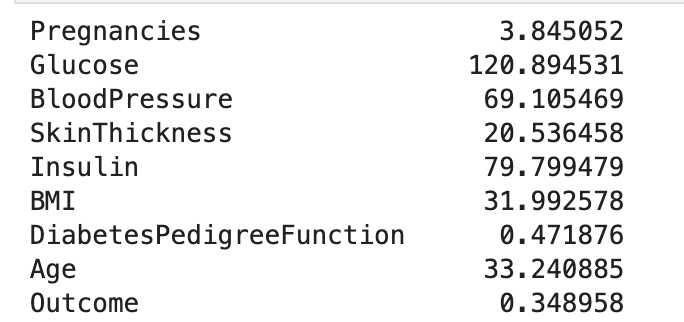 Pregnancies 3.845052
Glucose 120.894531
BloodPressure 69.105469
SkinThickness 20.536458
Insulin 79.799479
BMI 31.992578
DiabetesPedigreeFunction 0.471876
Age 33.240885
Outcome 0.348958